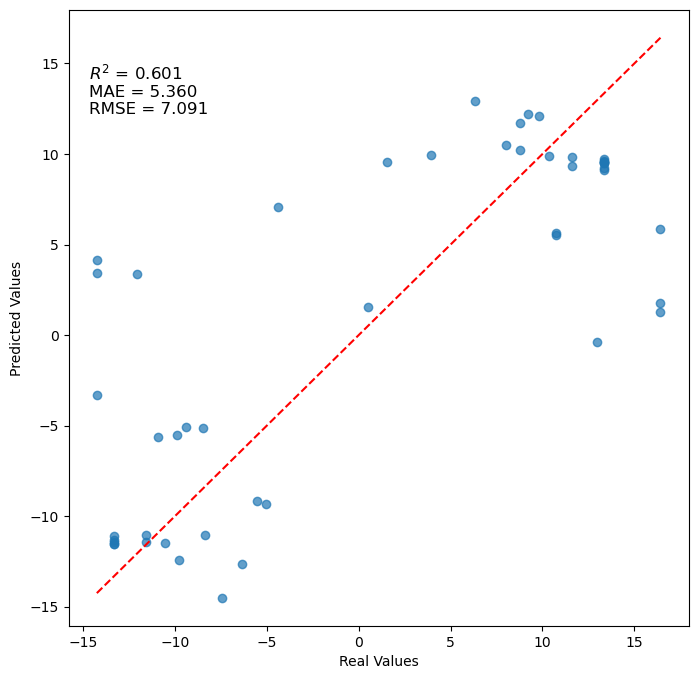 R² = 0.601
MAE = 5.360
RMSE = 7.091
15
10
5
0
−5
−10
−15
Predicted Values
−15 −10 −5 0 5 10 15
Real Values